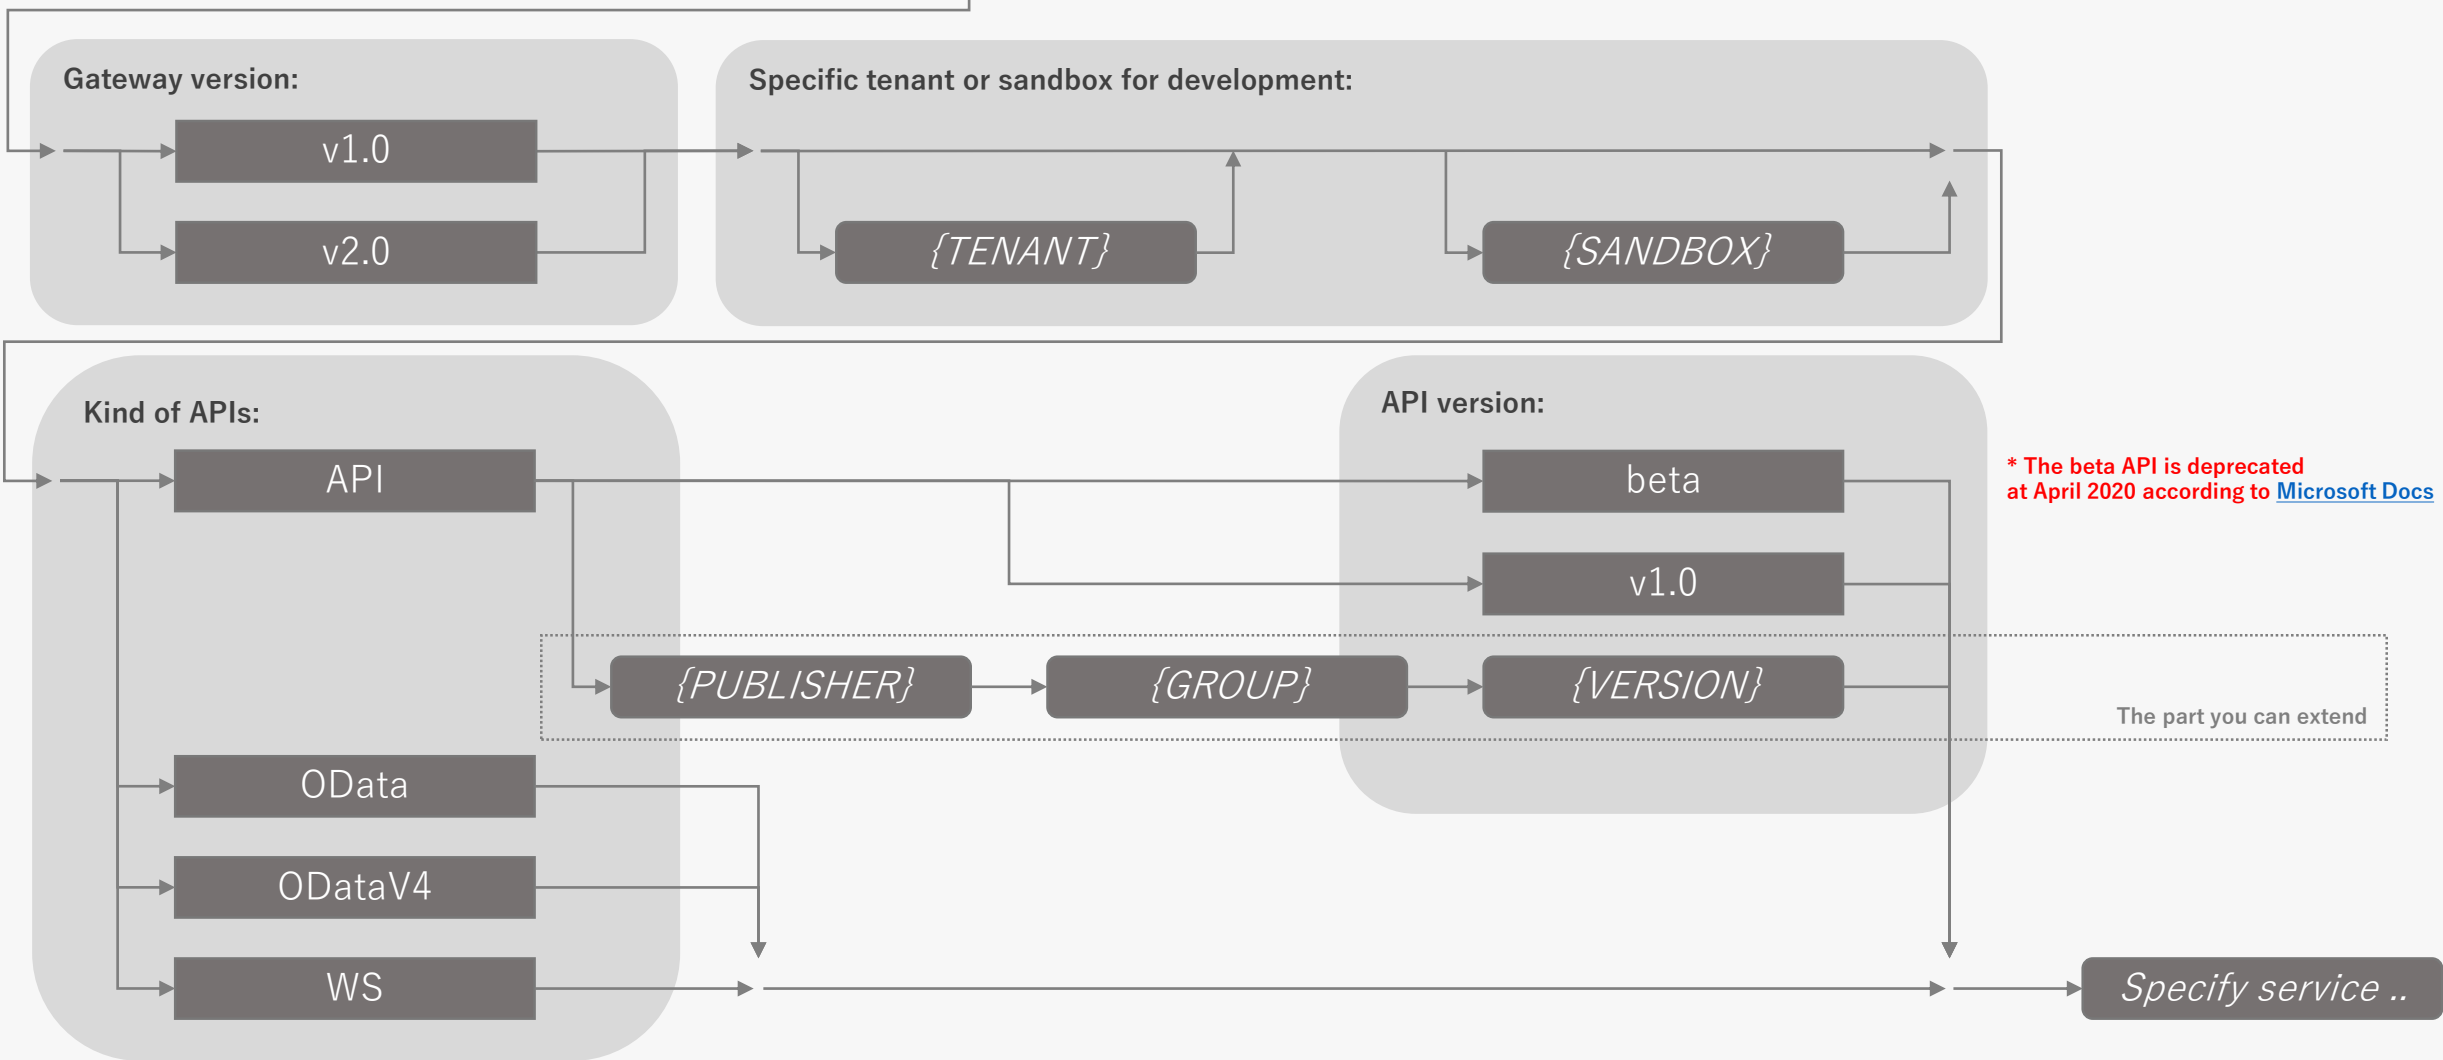 Gateway version:
v1.0
v2.0
Specific tenant or sandbox for development:
{TENANT}
{SANDBOX}
Kind of APIs:
API
OData
ODataV4
WS
{PUBLISHER}
{GROUP}
API version:
beta
v1.0
{VERSION}
* The beta API is deprecated
at April 2020 according to Microsoft Docs
The part you can extend
Specify service ..